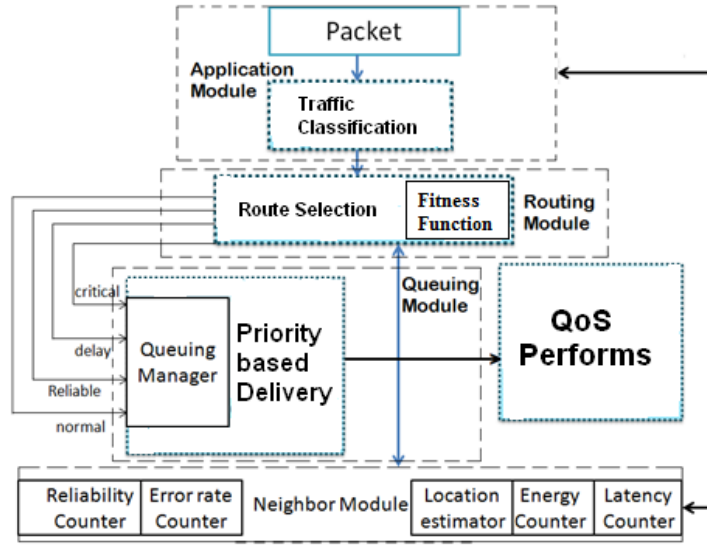 Packet
Application
Module
Traffic
Classification
Route Selection
Fitness
Function
Routing
Module
critical
delay
Reliable
normal
Queuing
Manager
Priority
based
Delivery
Queuing
Module
QoS
Performs
Reliability
Counter
Error rate
Counter
Neighbor Module
Location
estimator
Energy
Counter
Latency
Counter